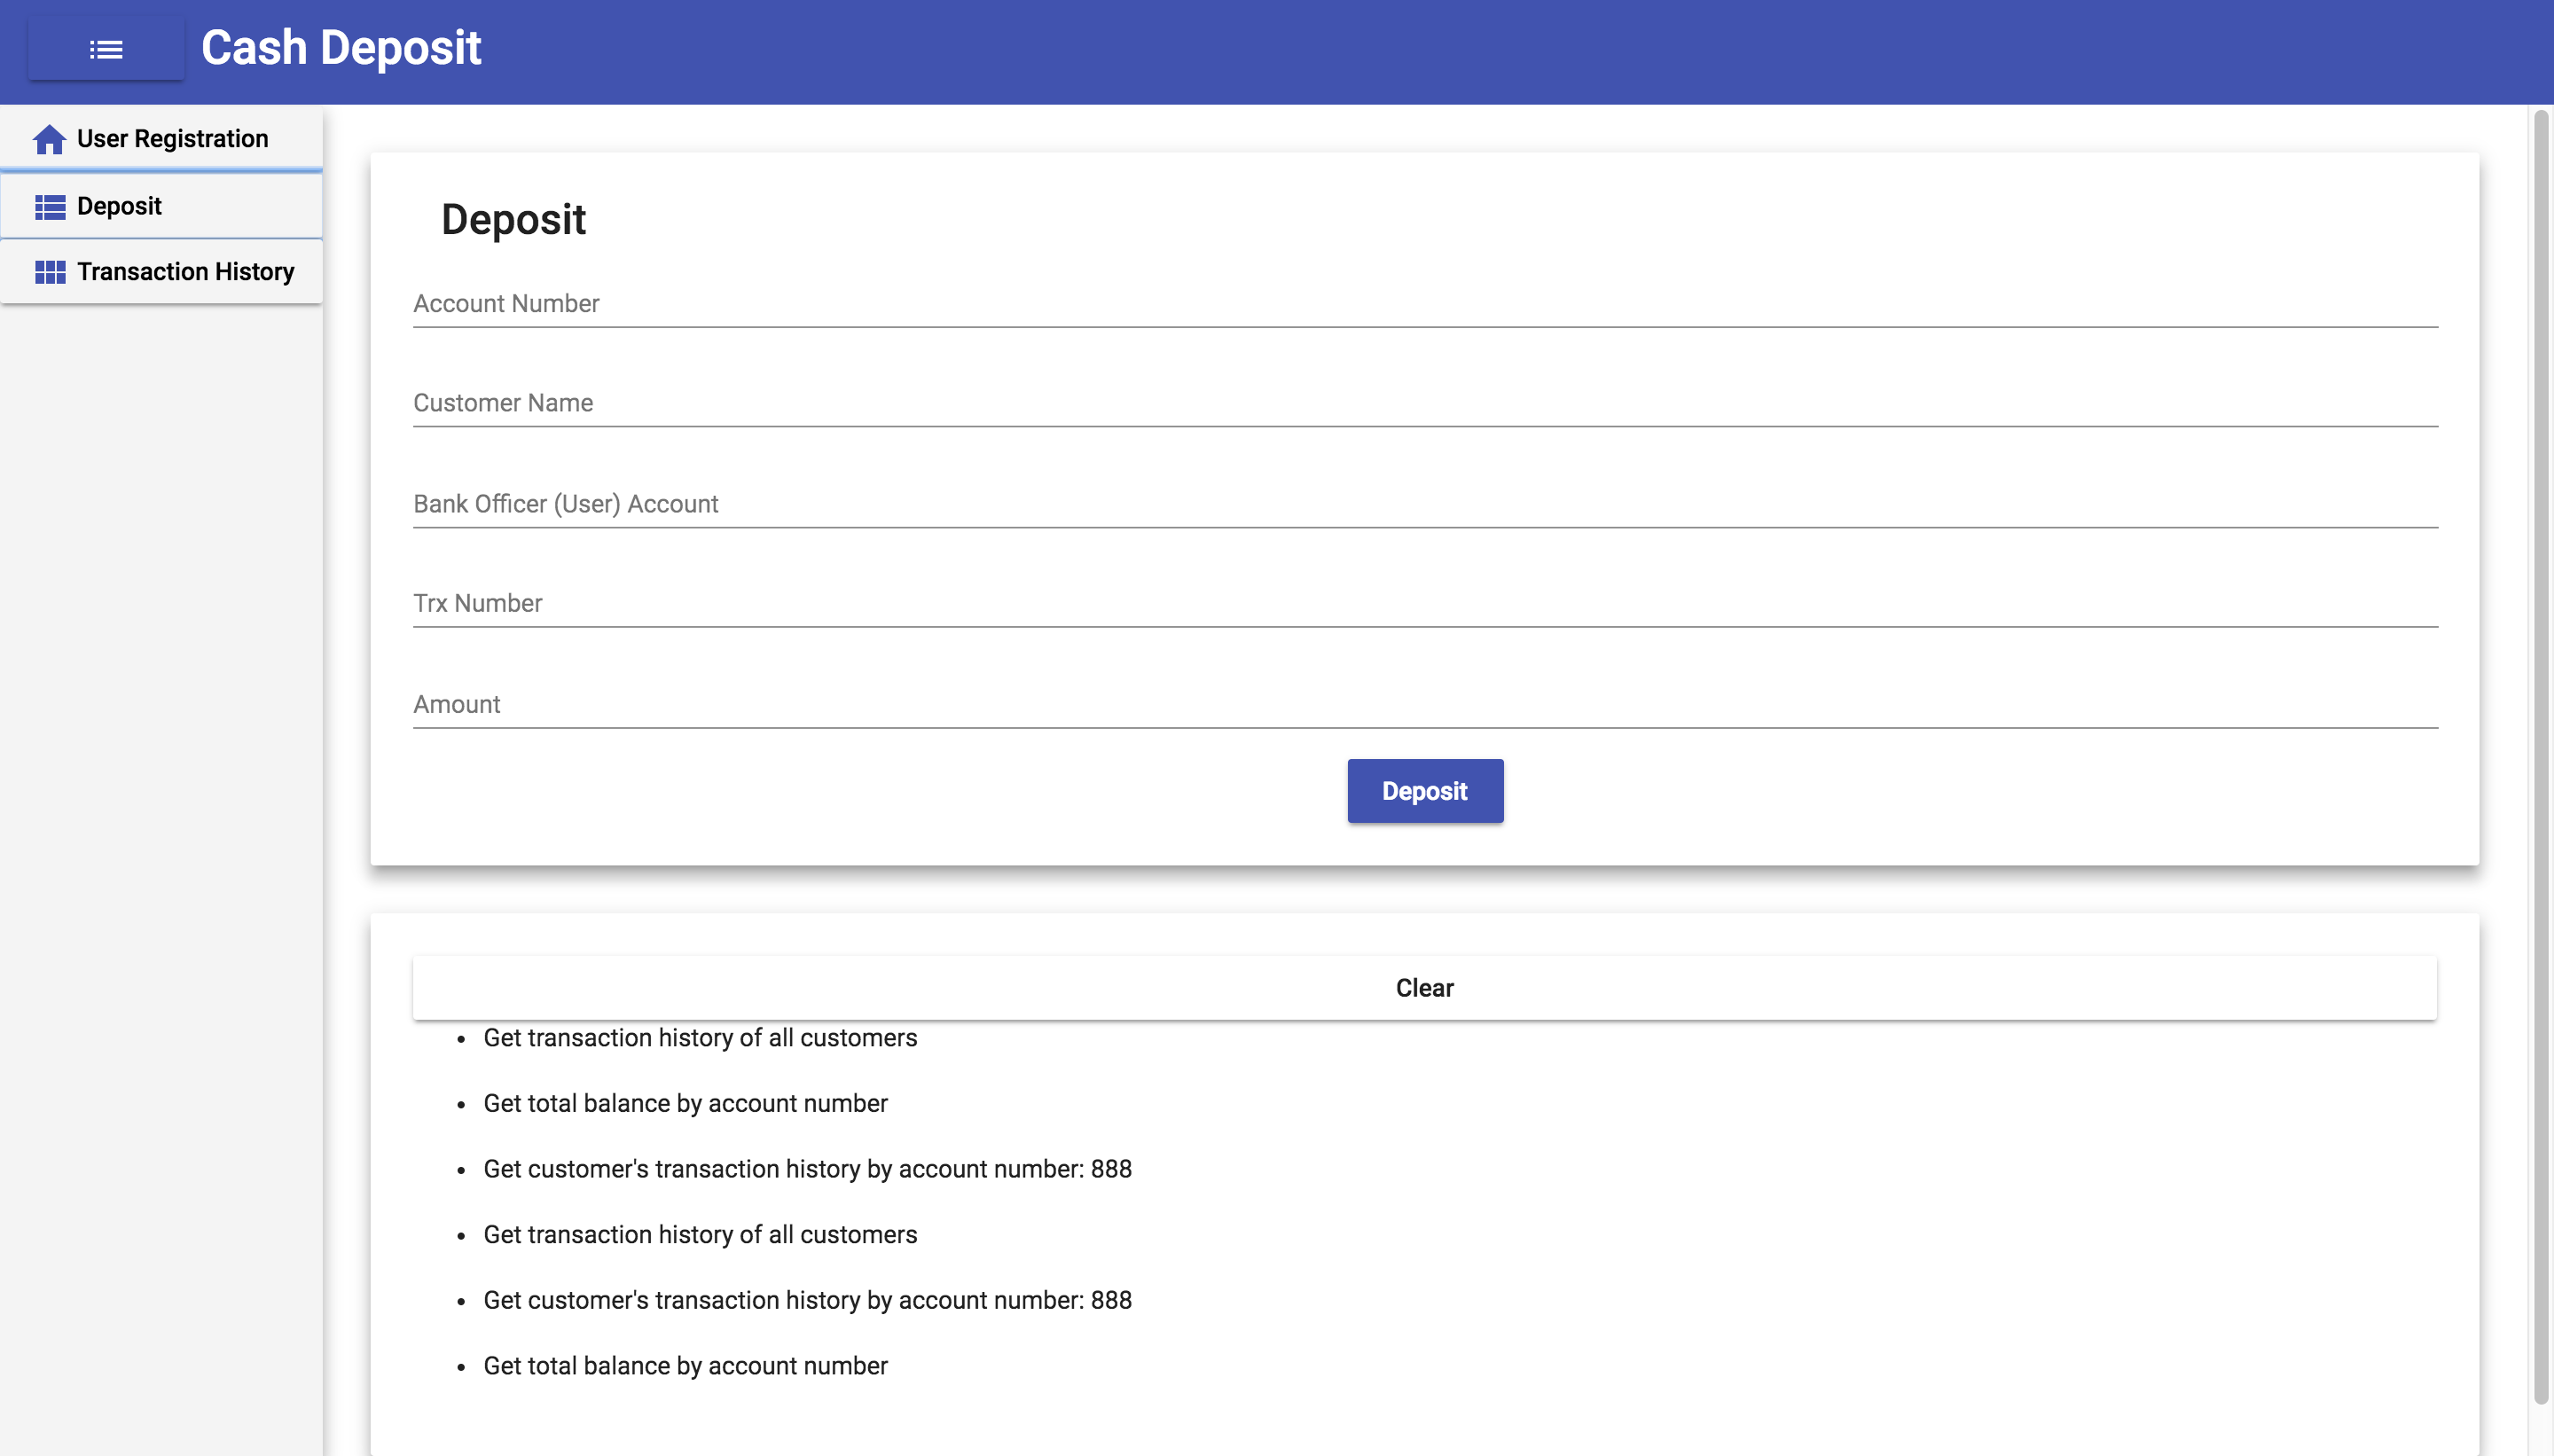 Cash Deposit
User Registration
Deposit
Transaction History
Deposit
Account Number
Customer Name
Bank Officer (User) Account
Trx Number
Amount
Deposit
Clear
Get transaction history of all customers
Get total balance by account number
Get customer's transaction history by account number: 888
Get transaction history of all customers
Get customer's transaction history by account number: 888
Get total balance by account number